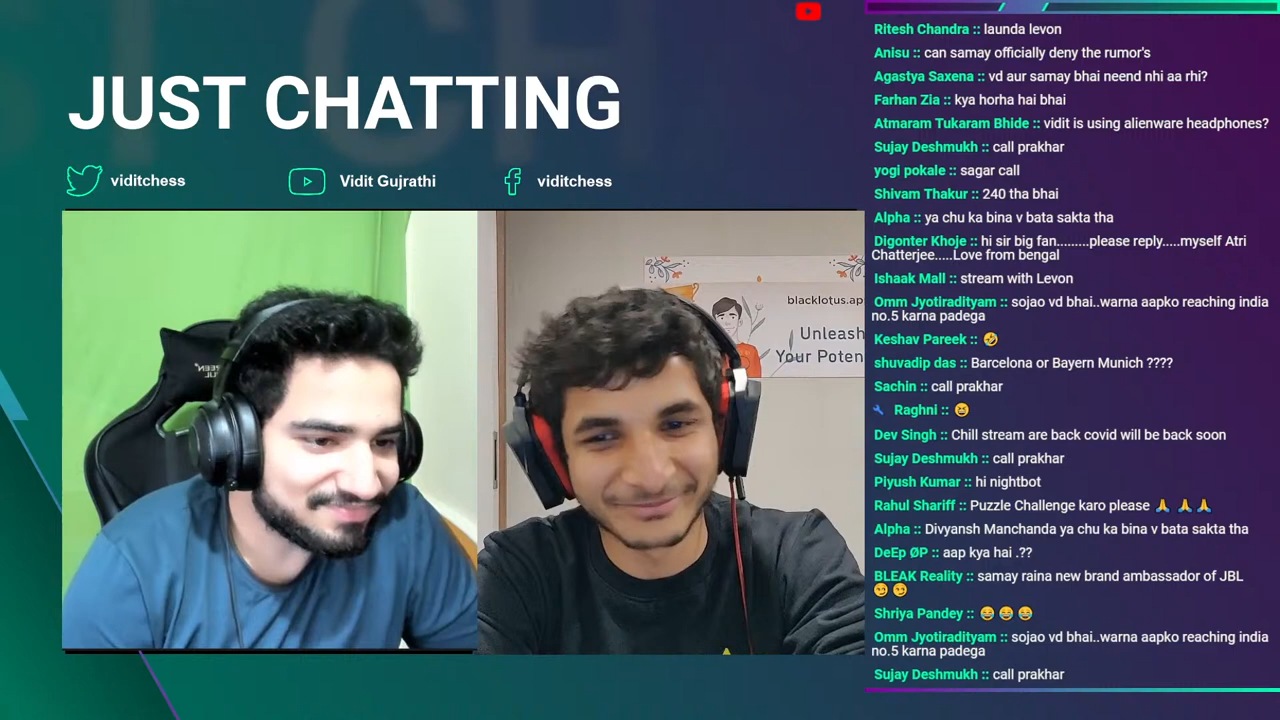 JUST CHATTING
viditchess
Vidit Gujrathi
viditchess
blacklotus.ap
Unleash
Your Poten
Ritesh Chandra :: launda levon
Anisu :: can samay officially deny the rumor's
Agastya Saxena :: vd aur samay bhai neend nhi aa rhi?
Farhan Zia :: kya horha hai bhai
Atmaram Tukaram Bhide :: vidit is using alienware headphones?
Sujay Deshmukh :: call prakhar
yogi pokale :: sagar call
Shivam Thakur :: 240 tha bhai
Alpha :: ya chu ka bina v bata sakta tha
Digonter Khoje :: hi sir big fan.........please reply.....myself Atri
Chatterjee.....Love from bengal
Ishaak Mall :: stream with Levon
Omm Jyotiradityam :: sojao vd bhai..warna aapko reaching india
no.5 karna padega
Keshav Pareek :: 🤣
shuvadip das :: Barcelona or Bayern Munich ????
Sachin :: call prakhar
Raghni :: 😆
Dev Singh :: Chill stream are back covid will be back soon
Sujay Deshmukh :: call prakhar
Piyush Kumar :: hi nightbot
Rahul Shariff :: Puzzle Challenge karo please 🙏 🙏 🙏
Alpha :: Divyansh Manchanda ya chu ka bina v bata sakta tha
DeEp ØP :: aap kya hai .??
BLEAK Reality :: samay raina new brand ambassador of JBL
😏 😏
Shriya Pandey :: 😂 😂 😂
Omm Jyotiradityam :: sojao vd bhai..warna aapko reaching india
no.5 karna padega
Sujay Deshmukh :: call prakhar